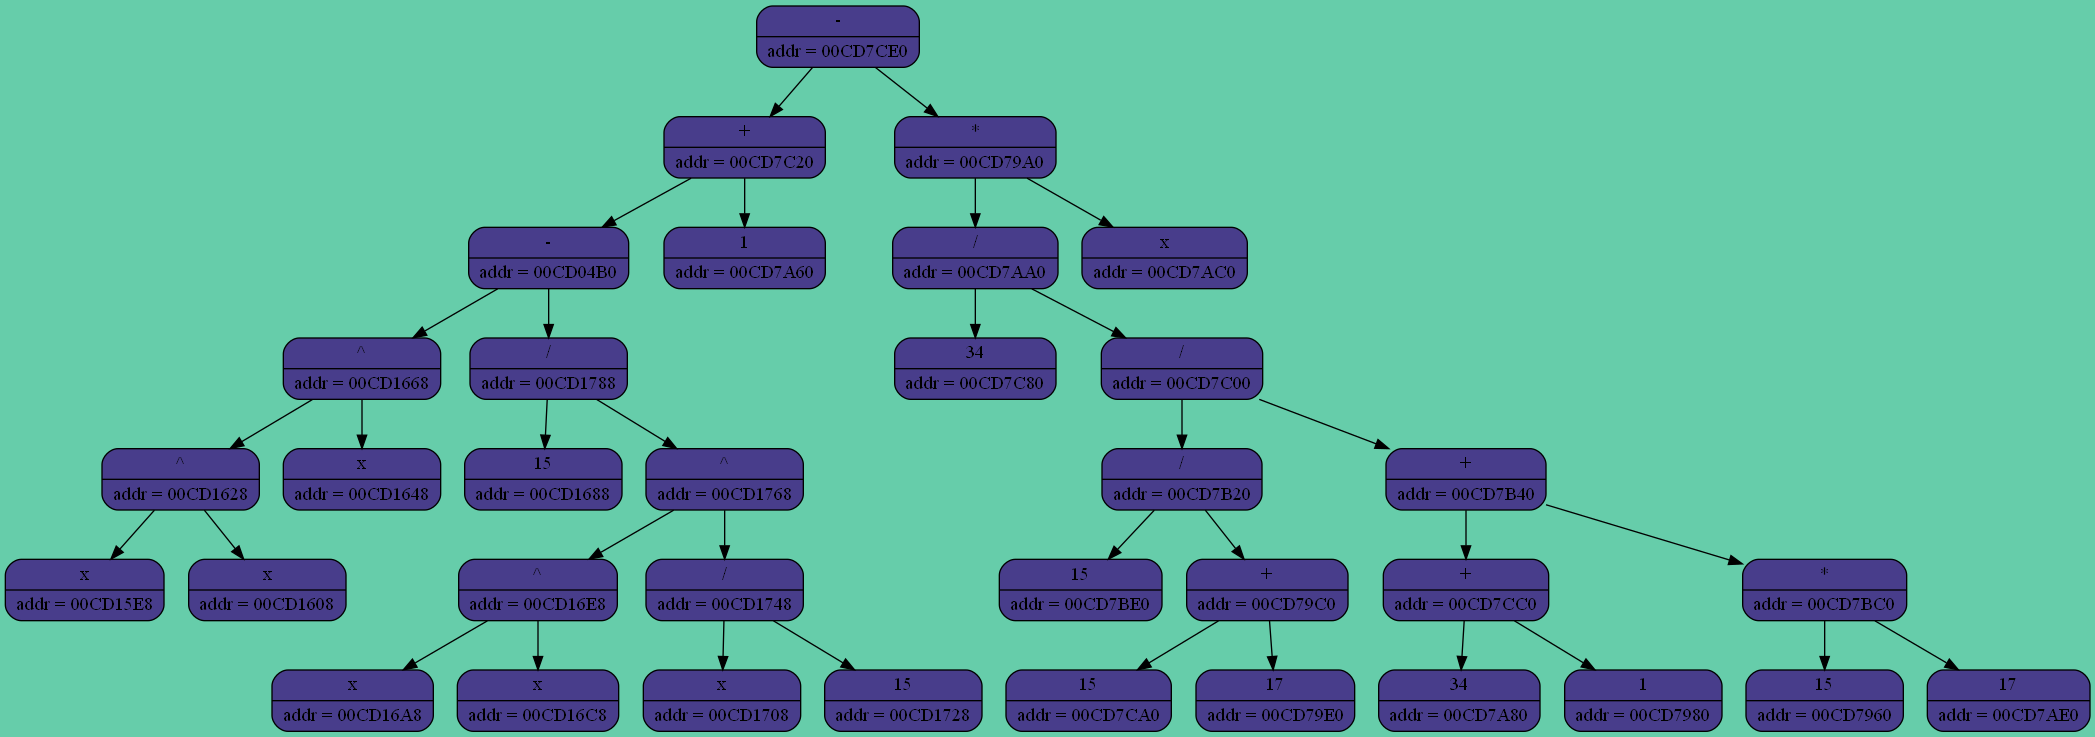 -
addr = 00CD7CE0
+
addr = 00CD7C20
*
addr = 00CD79A0
-
addr = 00CD04B0
1
addr = 00CD7A60
/
addr = 00CD7AA0
x
addr = 00CD7AC0
^
addr = 00CD1668
/
addr = 00CD1788
34
addr = 00CD7C80
/
addr = 00CD7C00
^
addr = 00CD1628
x
addr = 00CD1648
15
addr = 00CD1688
^
addr = 00CD1768
/
addr = 00CD7B20
+
addr = 00CD7B40
x
addr = 00CD15E8
x
addr = 00CD1608
^
addr = 00CD16E8
/
addr = 00CD1748
15
addr = 00CD7BE0
+
addr = 00CD79C0
+
addr = 00CD7CC0
*
addr = 00CD7BC0
x
addr = 00CD16A8
x
addr = 00CD16C8
x
addr = 00CD1708
15
addr = 00CD1728
15
addr = 00CD7CA0
17
addr = 00CD79E0
34
addr = 00CD7A80
1
addr = 00CD7980
15
addr = 00CD7960
17
addr = 00CD7AE0